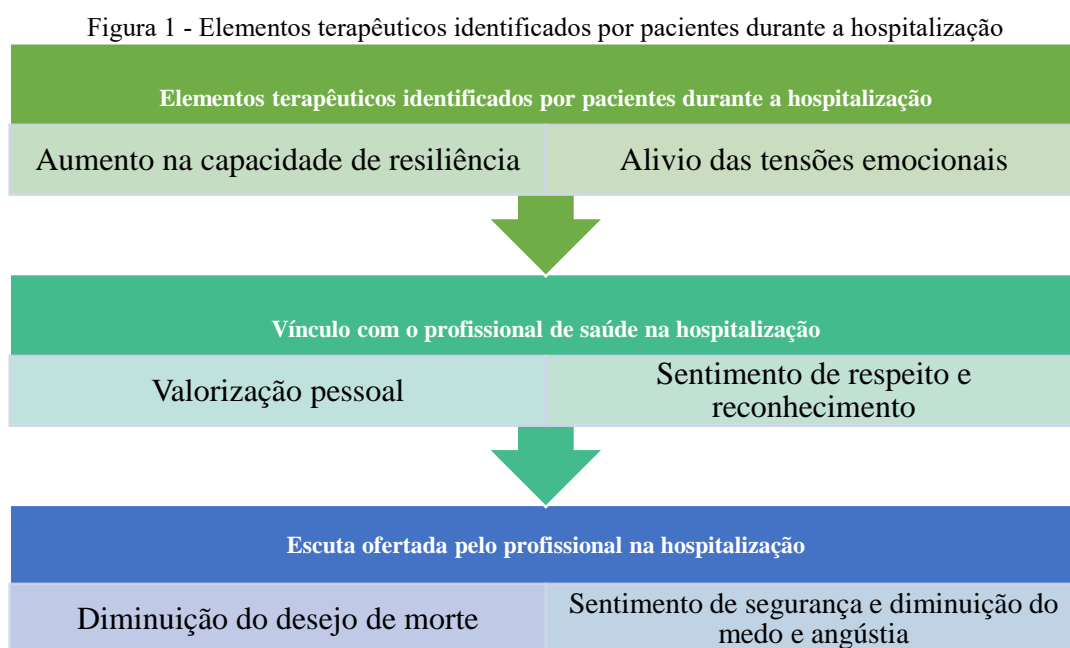 Figura 1 - Elementos terapêuticos identificados por pacientes durante a hospitalização
Elementos terapêuticos identificados por pacientes durante a hospitalização
Aumento na capacidade de resiliência
Alivio das tensões emocionais
Vínculo com o profissional de saúde na hospitalização
Valorização pessoal
Sentimento de respeito e
reconhecimento
Escuta ofertada pelo profissional na hospitalização
Diminuição do desejo de morte
Sentimento de segurança e diminuição do
medo e angústia